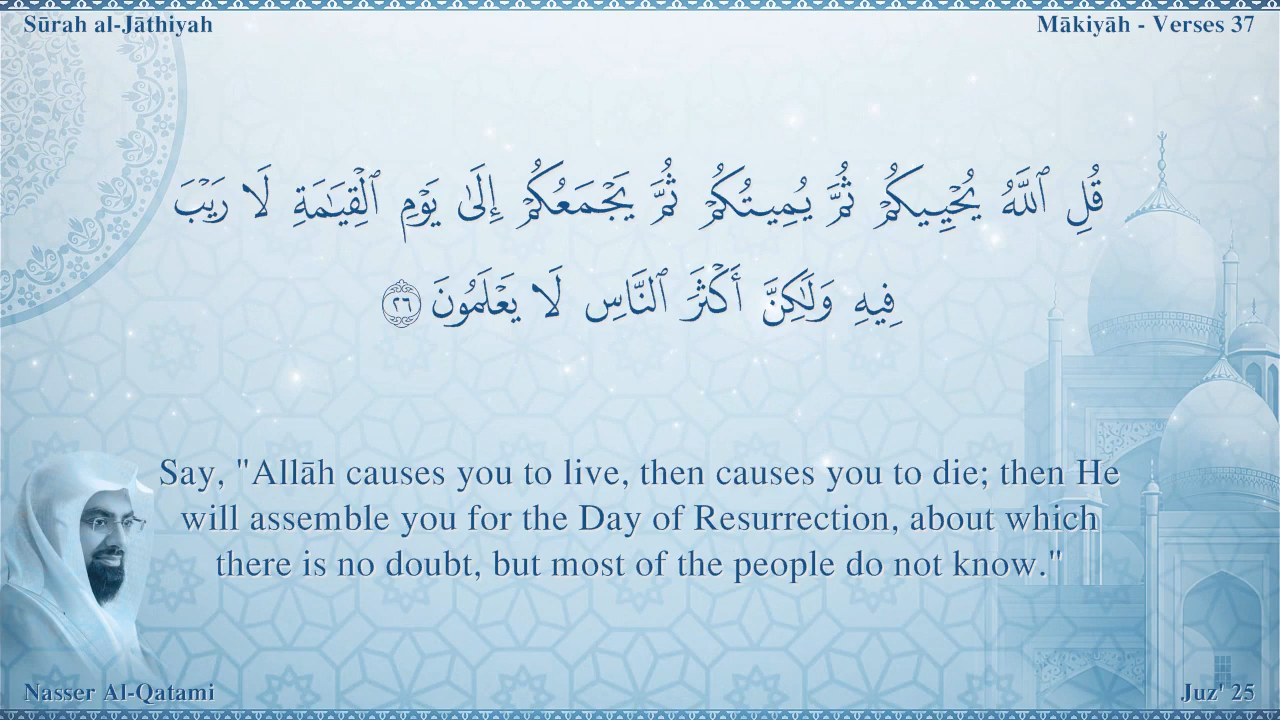 Sūrah al-Jāthiyah
Mākiyāh - Verses 37
قُلِ ٱللَّهُ يُحْيِيكُمْ ثُمَّ يُمِيتُكُمْ ثُمَّ يَجْمَعُكُمْ إِلَىٰ يَوْمِ ٱلْقِيَـٰمَةِ لَا رَيْبَ
فِيهِ وَلَـٰكِنَّ أَكْثَرَ ٱلنَّاسِ لَا يَعْلَمُونَ ٢٦
Say, "Allāh causes you to live, then causes you to die; then He
will assemble you for the Day of Resurrection, about which
there is no doubt, but most of the people do not know."
Nasser Al-Qatami
Juz' 25